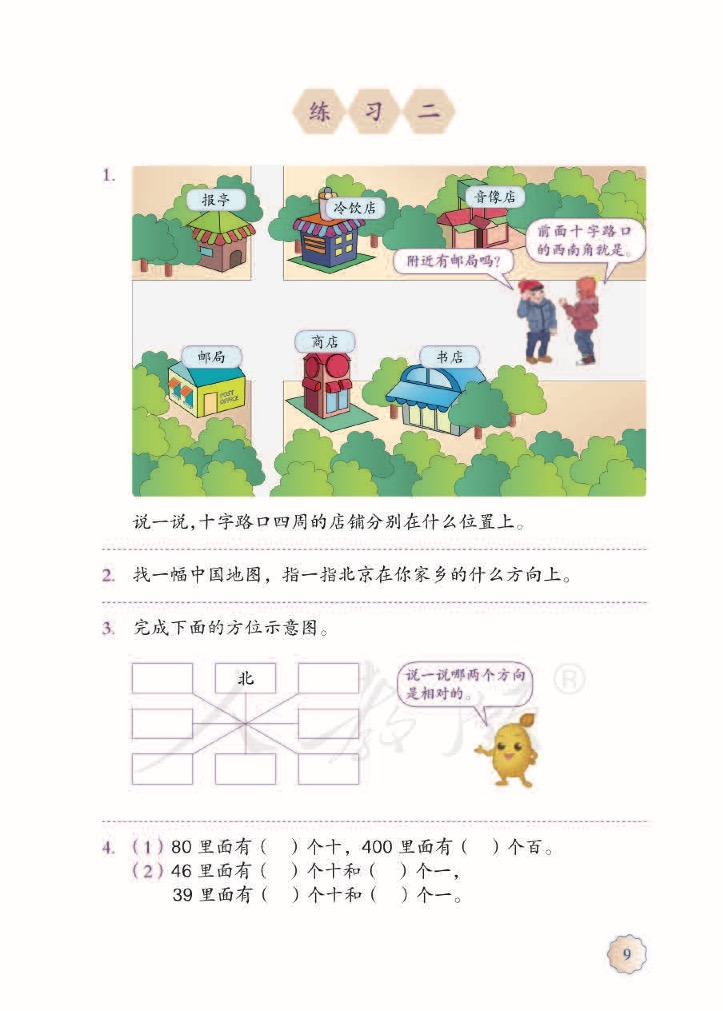 练习二
1.
报亭
冷饮店
音像店
前面十字路口
的西南角就是。
附近有邮局吗?
邮局
商店
书店
POST
OFFICE
说一说,十字路口四周的店铺分别在什么位置上。
2. 找一幅中国地图，指一指北京在你家乡的什么方向上。
3. 完成下面的方位示意图。
北
说一说哪两个方向
是相对的。
®
4. (1) 80 里面有（ ）个十，400 里面有（ ）个百。
(2) 46 里面有（ ）个十和（ ）个一，
39 里面有（ ）个十和（ ）个一。
9